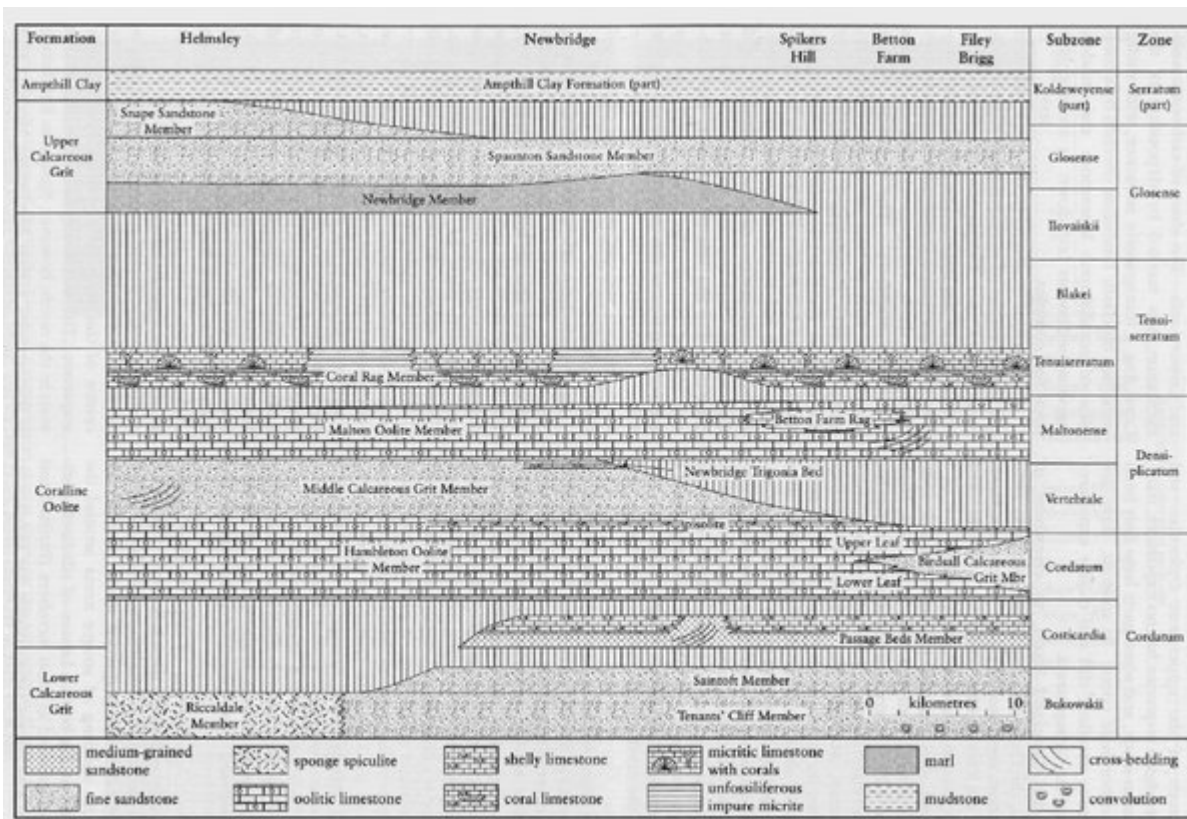 Formation Helmsley Newbridge Spikers Hill Betton Farm Filey Brigg Subzone Zone
Ampthill Clay
Ampthill Clay Formation (part)
Koldeweyense (part)
Serratum (part)
Snape Sandstone
Member
Upper
Calcareous
Grit
Spaunton Sandstone Member
Glosense
Glosense
Newbridge Member
Ilovaiskii
Blakei
Tenui-
serratum
Tenuiserratum
Coral Rag Member
Malton Oolite Member
Betton Farm Rag
Maltonense
Densi-
plicatum
Newbridge Trigonia Bed
Middle Calcareous Grit Member
Vertebrale
Coralline
Oolite
pisolite
Upper Leaf
Hambleton Oolite
Member
Birdsall Calcareous
Grit Mbr
Lower Leaf
Cordatum
Passage Beds Member
Costicardia
Cordatum
Lower
Calcareous
Grit
Saintoft Member
Riccaldale
Member
Tenants' Cliff Member
0 kilometres 10
Bukowskii
medium-grained
sandstone
sponge spiculite
shelly limestone
micritic limestone
with corals
marl
cross-bedding
fine sandstone
oolitic limestone
coral limestone
unfossiliferous
impure micrite
mudstone
convolution